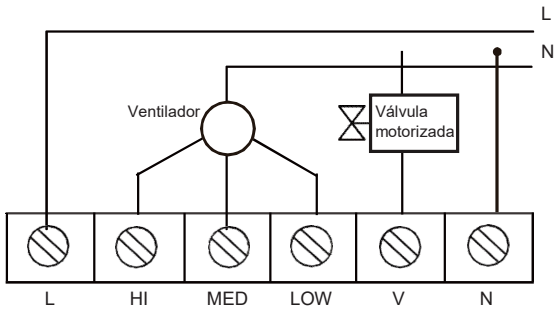 L
N
Ventilador
Válvula
motorizada
L HI MED LOW V N